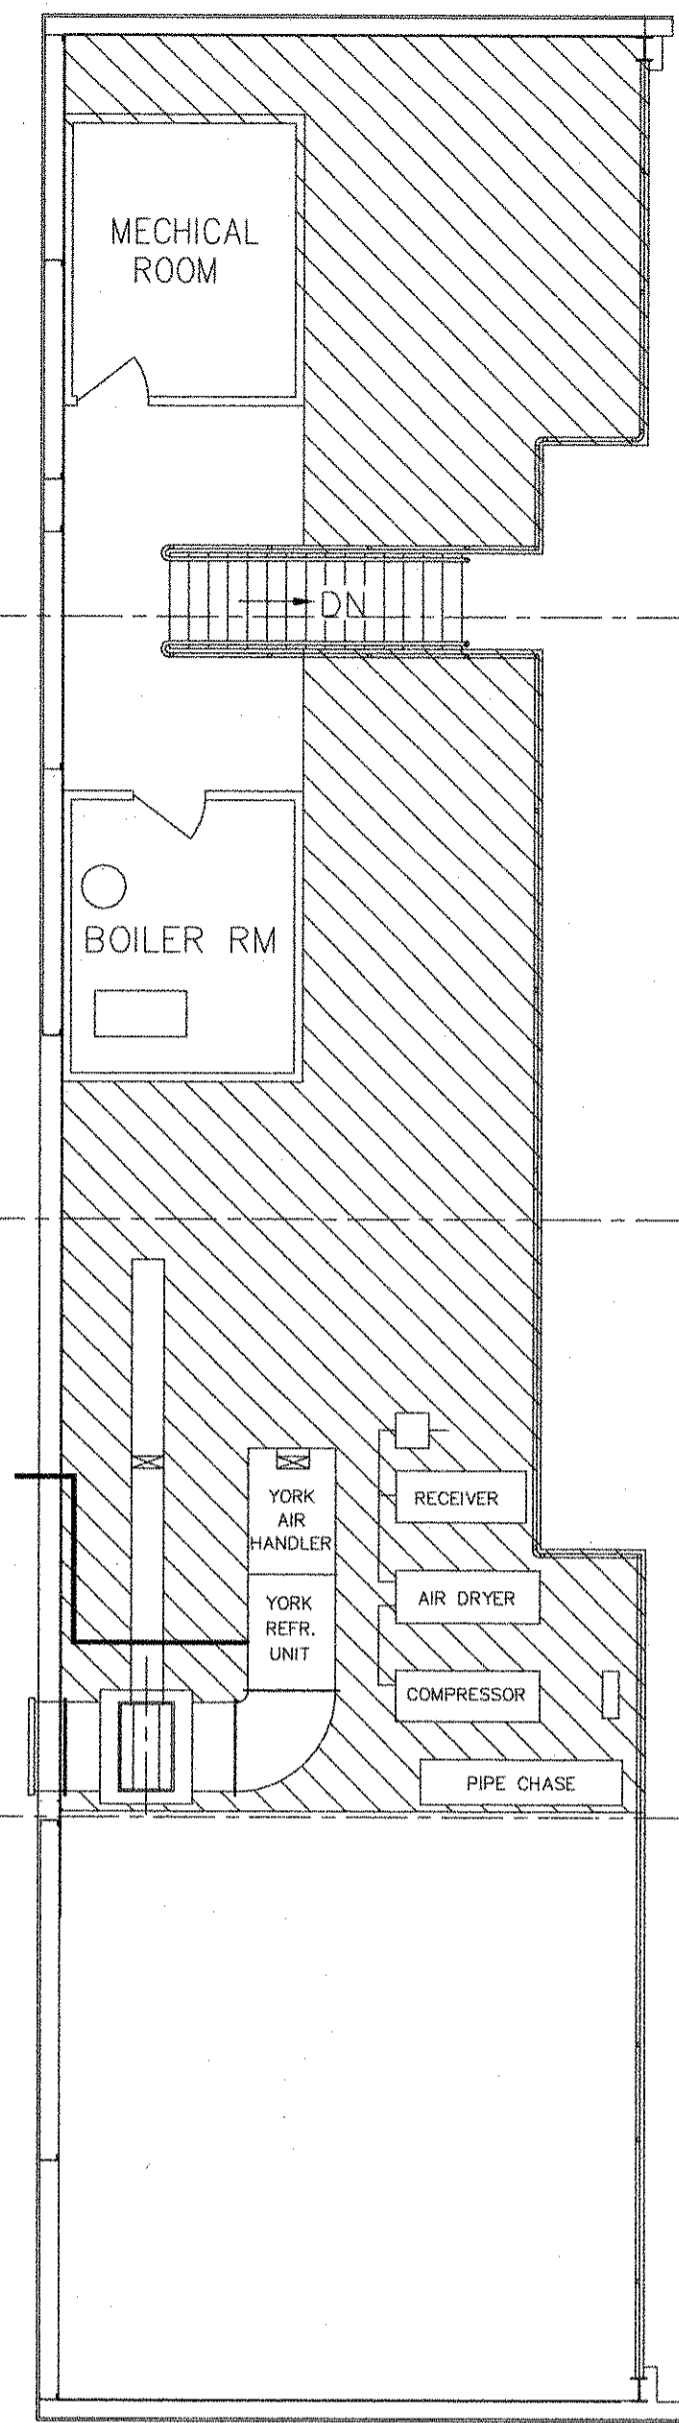 MECHICAL
ROOM
DN
BOILER RM
YORK
AIR
HANDLER
YORK
REFR.
UNIT
RECEIVER
AIR DRYER
COMPRESSOR
PIPE CHASE